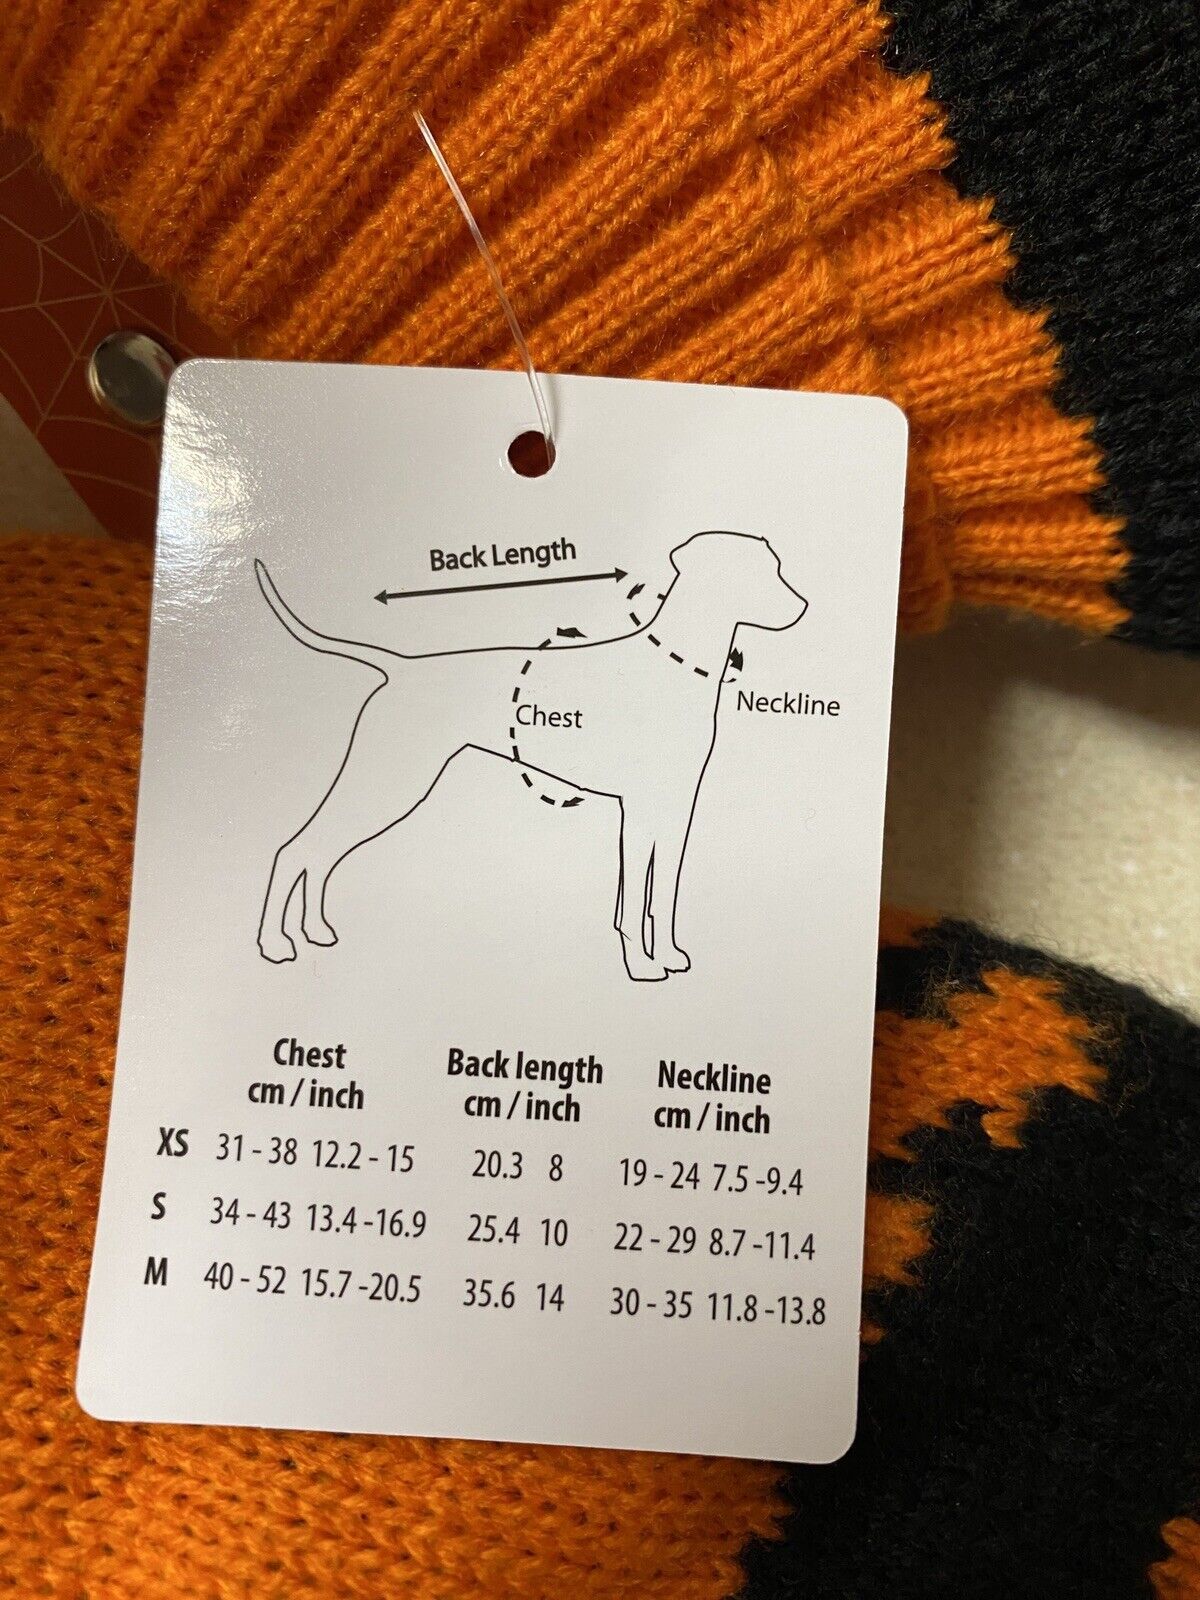 Back Length
Chest
Neckline
Chest Back length Neckline
cm / inch cm / inch cm / inch
XS 31 - 38 12.2 - 15 20.3 8 19 - 24 7.5 -9.4
S 34 - 43 13.4 -16.9 25.4 10 22 - 29 8.7 -11.4
M 40 - 52 15.7 -20.5 35.6 14 30 - 35 11.8 -13.8